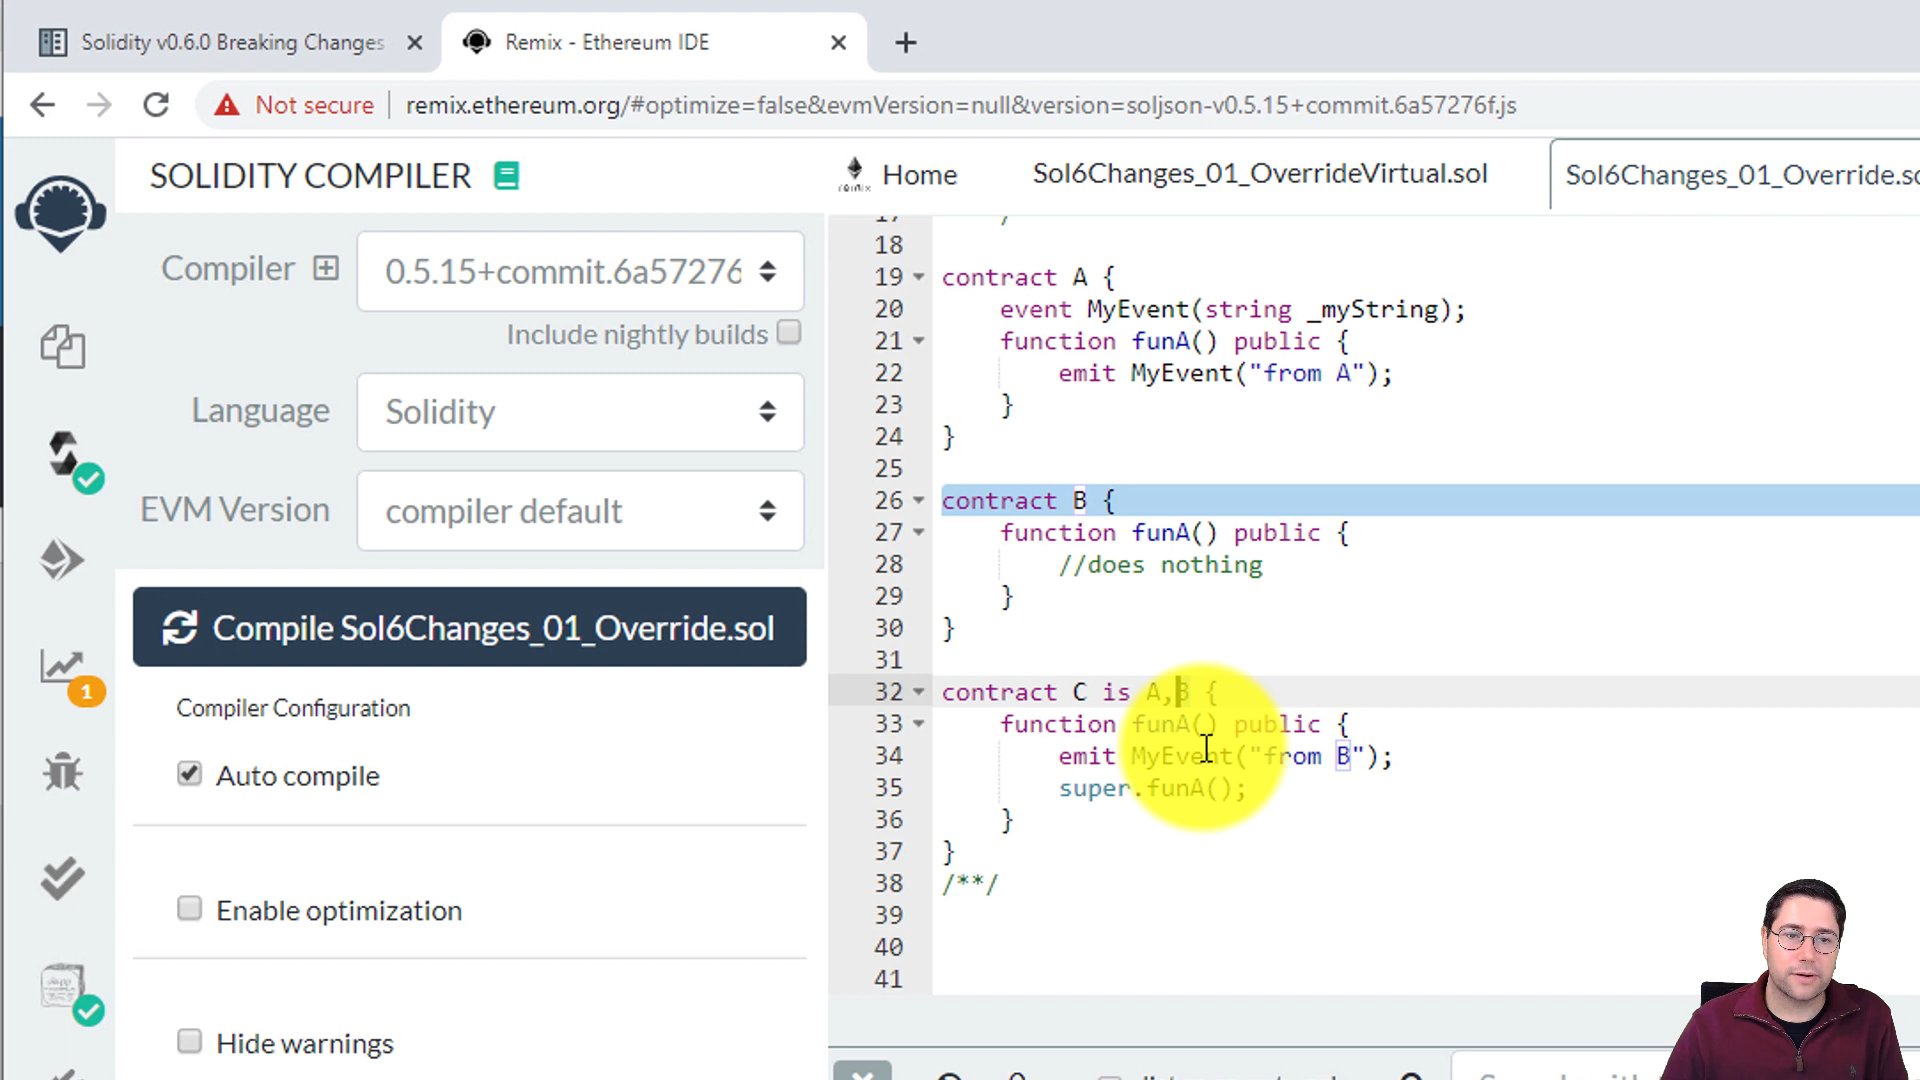 Solidity v0.6.0 Breaking Changes
Remix - Ethereum IDE
Not secure
remix.ethereum.org/#optimize=false&evmVersion=null&version=soljson-v0.5.15+commit.6a57276f.js
SOLIDITY COMPILER
Home
remix
Sol6Changes_01_OverrideVirtual.sol
Sol6Changes_01_Override.so
Compiler
0.5.15+commit.6a57276
Include nightly builds
Language
Solidity
EVM Version
compiler default
Compile Sol6Changes_01_Override.sol
Compiler Configuration
1
Auto compile
Enable optimization
Hide warnings
17 /
18
19 contract A {
20 event MyEvent(string _myString);
21 function funA() public {
22 emit MyEvent("from A");
23 }
24 }
25
26 contract B {
27 function funA() public {
28 //does nothing
29 }
30 }
31
32 contract C is A,B {
33 function funA() public {
34 emit MyEvent("from B");
35 super.funA();
36 }
37 }
38 /**/
39
40
41